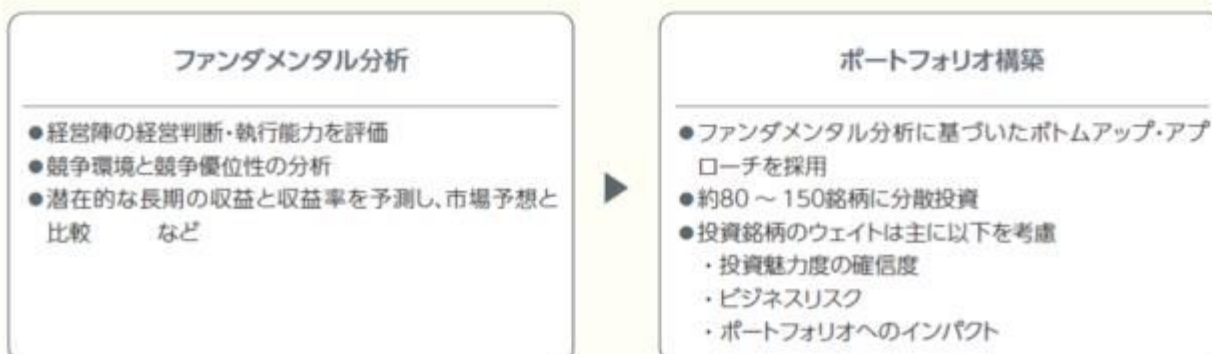 ファンダメンタル分析
●経営陣の経営判断・執行能力を評価
●競争環境と競争優位性の分析
●潜在的な長期の収益と収益率を予測し、市場予想と
比較　　など
ポートフォリオ構築
●ファンダメンタル分析に基づいたボトムアップ・アプ
ローチを採用
●約80～150銘柄に分散投資
●投資銘柄のウェイトは主に以下を考慮
・投資魅力度の確信度
・ビジネスリスク
・ポートフォリオへのインパクト